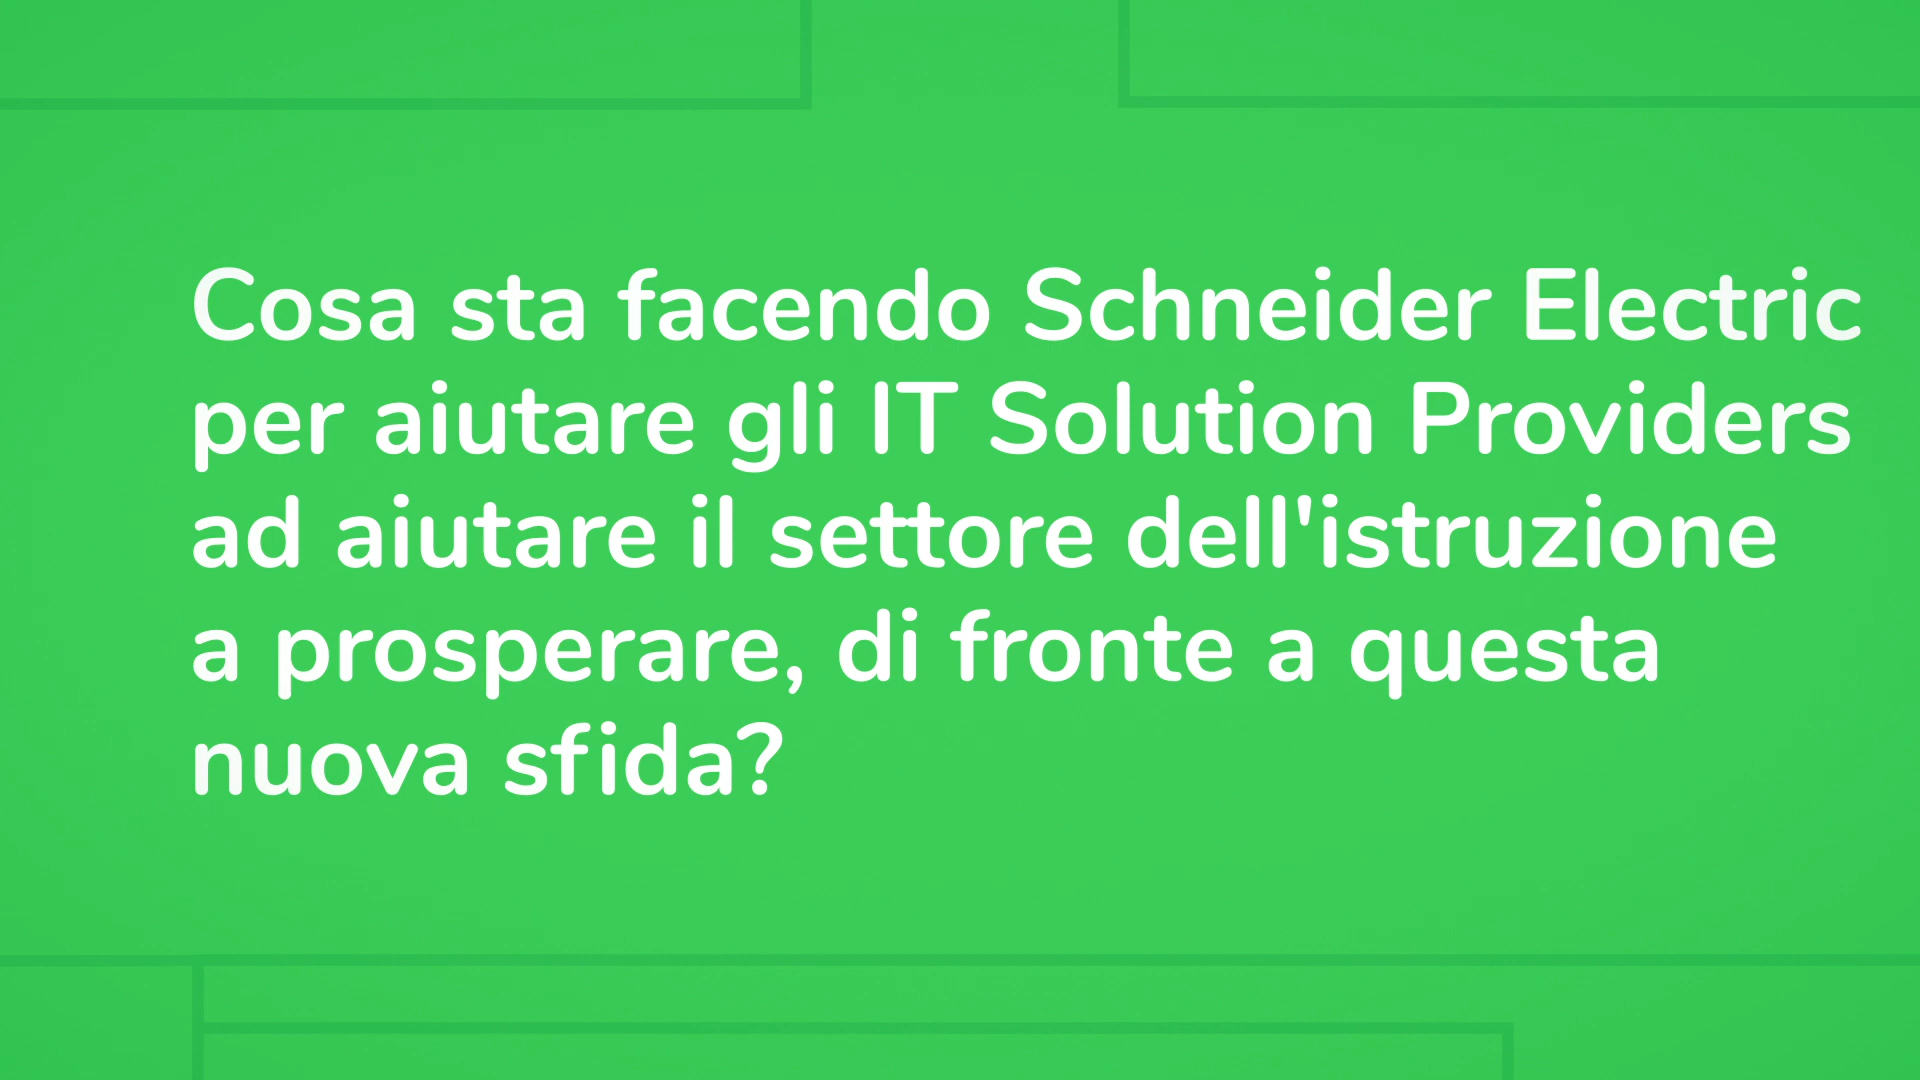 Cosa sta facendo Schneider Electric
per aiutare gli IT Solution Providers
ad aiutare il settore dell'istruzione
a prosperare, di fronte a questa
nuova sfida?